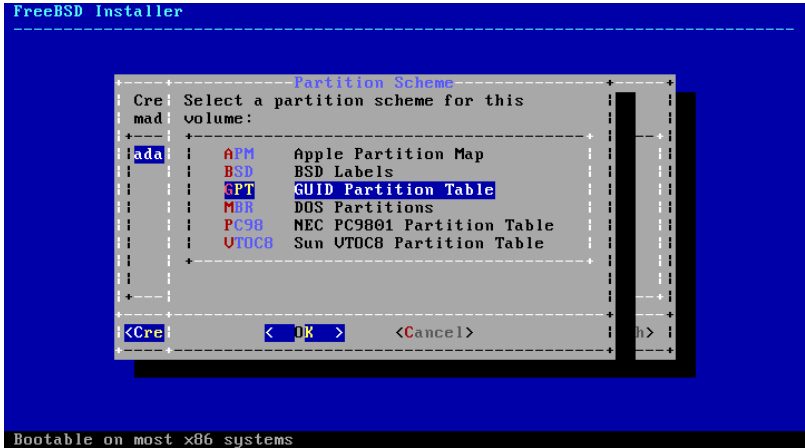 FreeBSD Installer
Partition Scheme
Cre Select a partition scheme for this
mad volume:
ada APM Apple Partition Map
BSD BSD Labels
GPT GUID Partition Table
MBR DOS Partitions
PC98 NEC PC9801 Partition Table
VTOC8 Sun VTOC8 Partition Table
<Cre < OK > <Cancel> h>
Bootable on most x86 systems